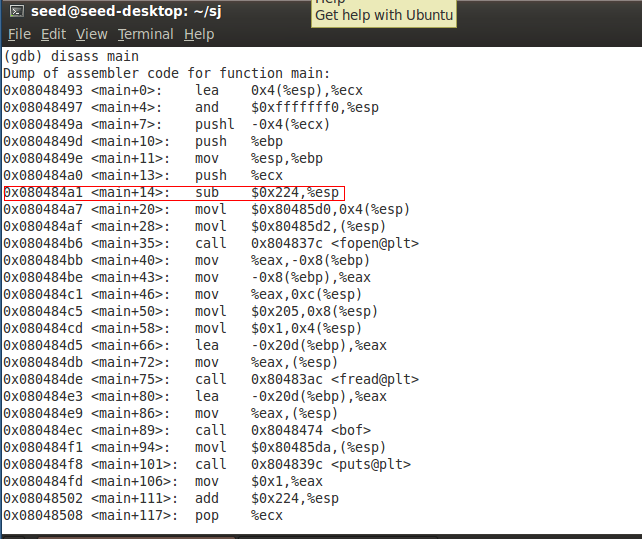 Help
seed@seed-desktop: ~/sj
Get help with Ubuntu
File Edit View Terminal Help
(gdb) disass main
Dump of assembler code for function main:
0x08048493 <main+0>: lea 0x4(%esp),%ecx
0x08048497 <main+4>: and $0xfffffff0,%esp
0x0804849a <main+7>: pushl -0x4(%ecx)
0x0804849d <main+10>: push %ebp
0x0804849e <main+11>: mov %esp,%ebp
0x080484a0 <main+13>: push %ecx
0x080484a1 <main+14>: sub $0x224,%esp
0x080484a7 <main+20>: movl $0x80485d0,0x4(%esp)
0x080484af <main+28>: movl $0x80485d2,(%esp)
0x080484b6 <main+35>: call 0x804837c <fopen@plt>
0x080484bb <main+40>: mov %eax,-0x8(%ebp)
0x080484be <main+43>: mov -0x8(%ebp),%eax
0x080484c1 <main+46>: mov %eax,0xc(%esp)
0x080484c5 <main+50>: movl $0x205,0x8(%esp)
0x080484cd <main+58>: movl $0x1,0x4(%esp)
0x080484d5 <main+66>: lea -0x20d(%ebp),%eax
0x080484db <main+72>: mov %eax,(%esp)
0x080484de <main+75>: call 0x80483ac <fread@plt>
0x080484e3 <main+80>: lea -0x20d(%ebp),%eax
0x080484e9 <main+86>: mov %eax,(%esp)
0x080484ec <main+89>: call 0x8048474 <bof>
0x080484f1 <main+94>: movl $0x80485da,(%esp)
0x080484f8 <main+101>: call 0x804839c <puts@plt>
0x080484fd <main+106>: mov $0x1,%eax
0x08048502 <main+111>: add $0x224,%esp
0x08048508 <main+117>: pop %ecx